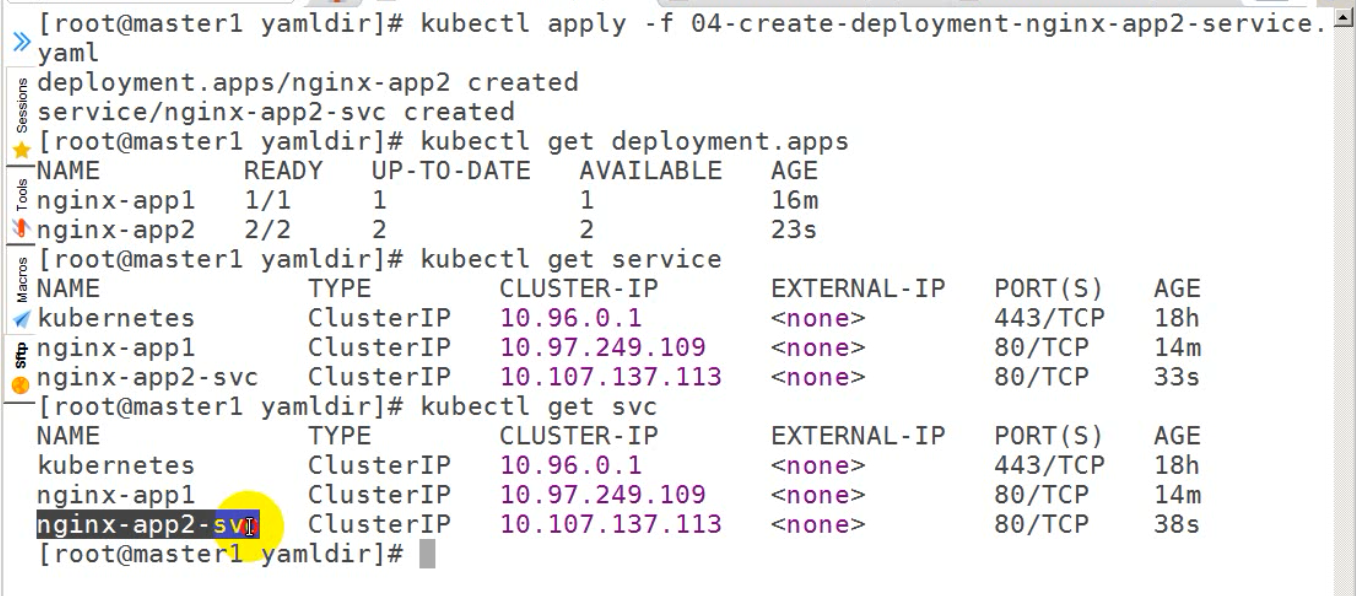 [root@master1 yamldir]# kubectl apply -f 04-create-deployment-nginx-app2-service.
yaml
deployment.apps/nginx-app2 created
service/nginx-app2-svc created
[root@master1 yamldir]# kubectl get deployment.apps
NAME READY UP-TO-DATE AVAILABLE AGE
nginx-app1 1/1 1 1 16m
nginx-app2 2/2 2 2 23s
[root@master1 yamldir]# kubectl get service
NAME TYPE CLUSTER-IP EXTERNAL-IP PORT(S) AGE
kubernetes ClusterIP 10.96.0.1 <none> 443/TCP 18h
nginx-app1 ClusterIP 10.97.249.109 <none> 80/TCP 14m
nginx-app2-svc ClusterIP 10.107.137.113 <none> 80/TCP 33s
[root@master1 yamldir]# kubectl get svc
NAME TYPE CLUSTER-IP EXTERNAL-IP PORT(S) AGE
kubernetes ClusterIP 10.96.0.1 <none> 443/TCP 18h
nginx-app1 ClusterIP 10.97.249.109 <none> 80/TCP 14m
nginx-app2-svc ClusterIP 10.107.137.113 <none> 80/TCP 38s
[root@master1 yamldir]#
Sessions
Tools
Macros
Sftp